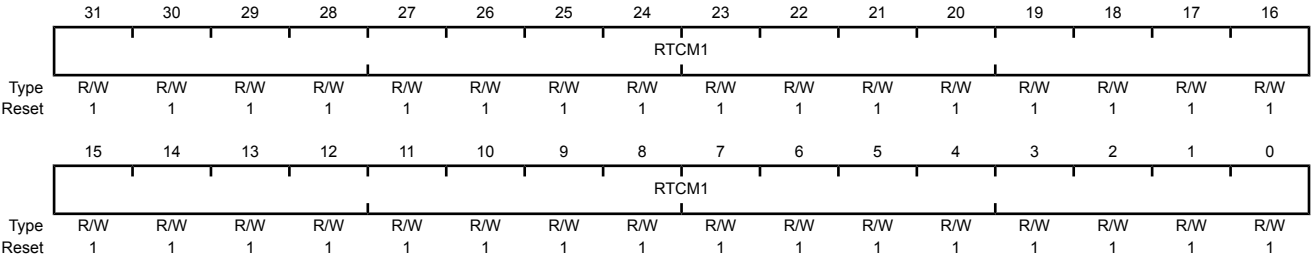 31 30 29 28 27 26 25 24 23 22 21 20 19 18 17 16
RTCM1
Type R/W R/W R/W R/W R/W R/W R/W R/W R/W R/W R/W R/W R/W R/W R/W R/W
Reset 1 1 1 1 1 1 1 1 1 1 1 1 1 1 1 1
15 14 13 12 11 10 9 8 7 6 5 4 3 2 1 0
RTCM1
Type R/W R/W R/W R/W R/W R/W R/W R/W R/W R/W R/W R/W R/W R/W R/W R/W
Reset 1 1 1 1 1 1 1 1 1 1 1 1 1 1 1 1